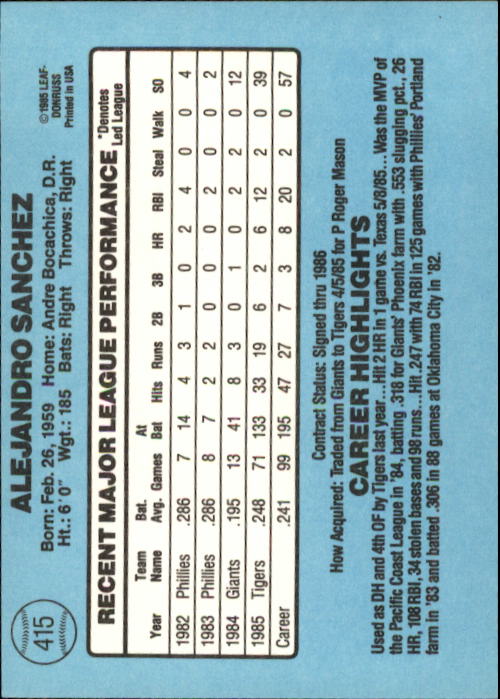 415
ALEJANDRO SANCHEZ
©1985 LEAF-
DONRUSS
Printed in USA
Born: Feb. 26, 1959 Home: Andre Bocachica, D.R.
Ht.: 6' 0" Wgt.: 185 Bats: Right Throws: Right
RECENT MAJOR LEAGUE PERFORMANCE *Denotes
Led League
Year Team Name Bat. Avg. Games At Bat Hits Runs 2B 3B HR RBI Steal Walk SO
1982 Phillies .286 7 14 4 3 1 0 2 4 0 0 4
1983 Phillies .286 8 7 2 2 0 0 0 2 0 0 2
1984 Giants .195 13 41 8 3 0 1 0 2 2 0 12
1985 Tigers .248 71 133 33 19 6 2 6 12 2 0 39
Career .241 99 195 47 27 7 3 8 20 2 0 57
Contract Status: Signed thru 1986
How Acquired: Traded from Giants to Tigers 4/5/85 for P Roger Mason
CAREER HIGHLIGHTS
Used as DH and 4th OF by Tigers last year...Hit 2 HR in 1 game vs. Texas 5/8/85...Was the MVP of
the Pacific Coast League in '84, batting .318 for Giants' Phoenix farm with .553 slugging pct., 26
HR, 108 RBI, 34 stolen bases and 98 runs...Hit .247 with 74 RBI in 125 games with Phillies' Portland
farm in '83 and batted .306 in 88 games at Oklahoma City in '82.